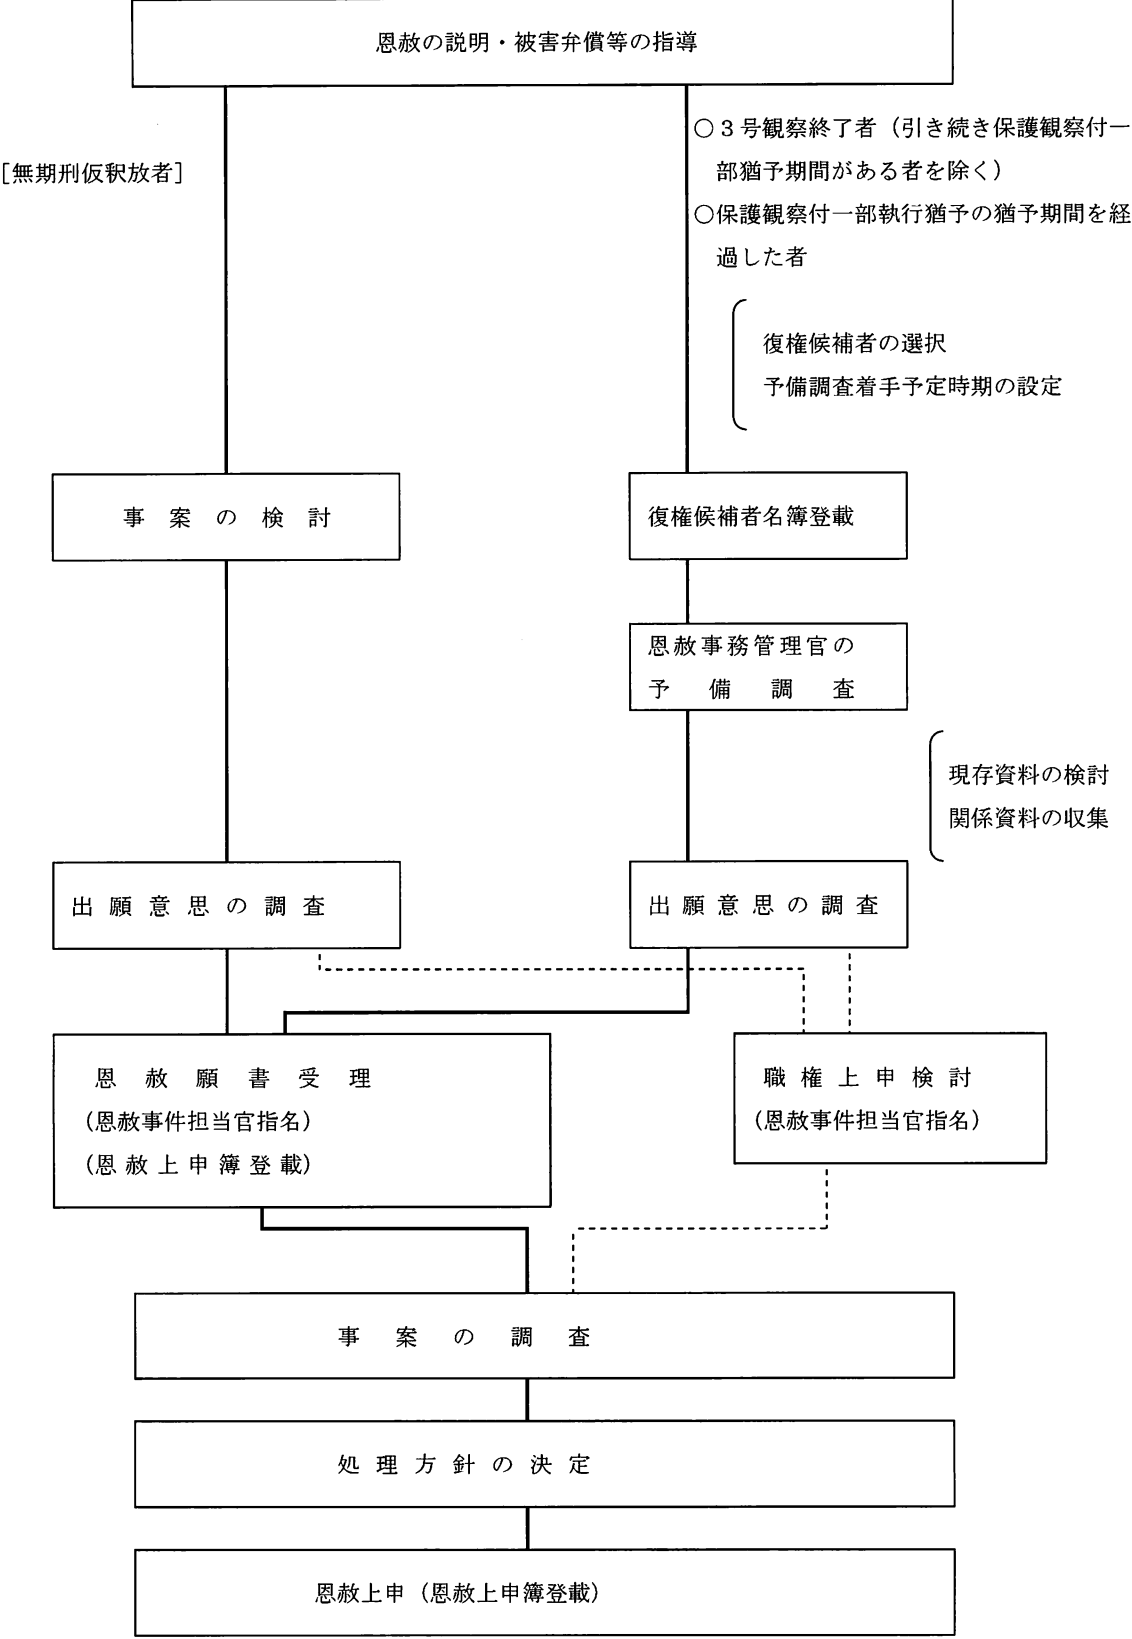 恩赦の説明・被害弁償等の指導
[無期刑仮釈放者]
○３号観察終了者（引き続き保護観察付一
部猶予期間がある者を除く）
○保護観察付一部執行猶予の猶予期間を経
過した者
復権候補者の選択
予備調査着手予定時期の設定
事案の検討
復権候補者名簿登載
恩赦事務管理官の
予備調査
現存資料の検討
関係資料の収集
出願意思の調査
出願意思の調査
恩赦願書受理
（恩赦事件担当官指名）
（恩赦上申簿登載）
職権上申検討
（恩赦事件担当官指名）
事案の調査
処理方針の決定
恩赦上申（恩赦上申簿登載）